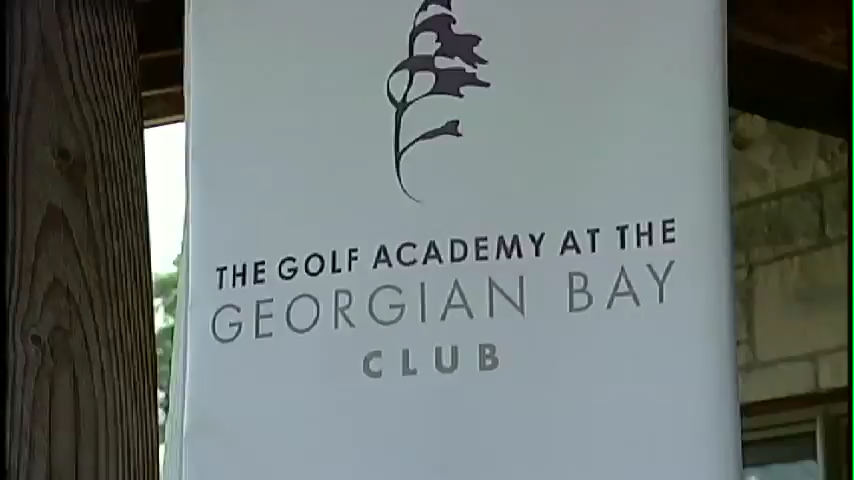 THE GOLF ACADEMY AT THE
GEORGIAN BAY
CLUB